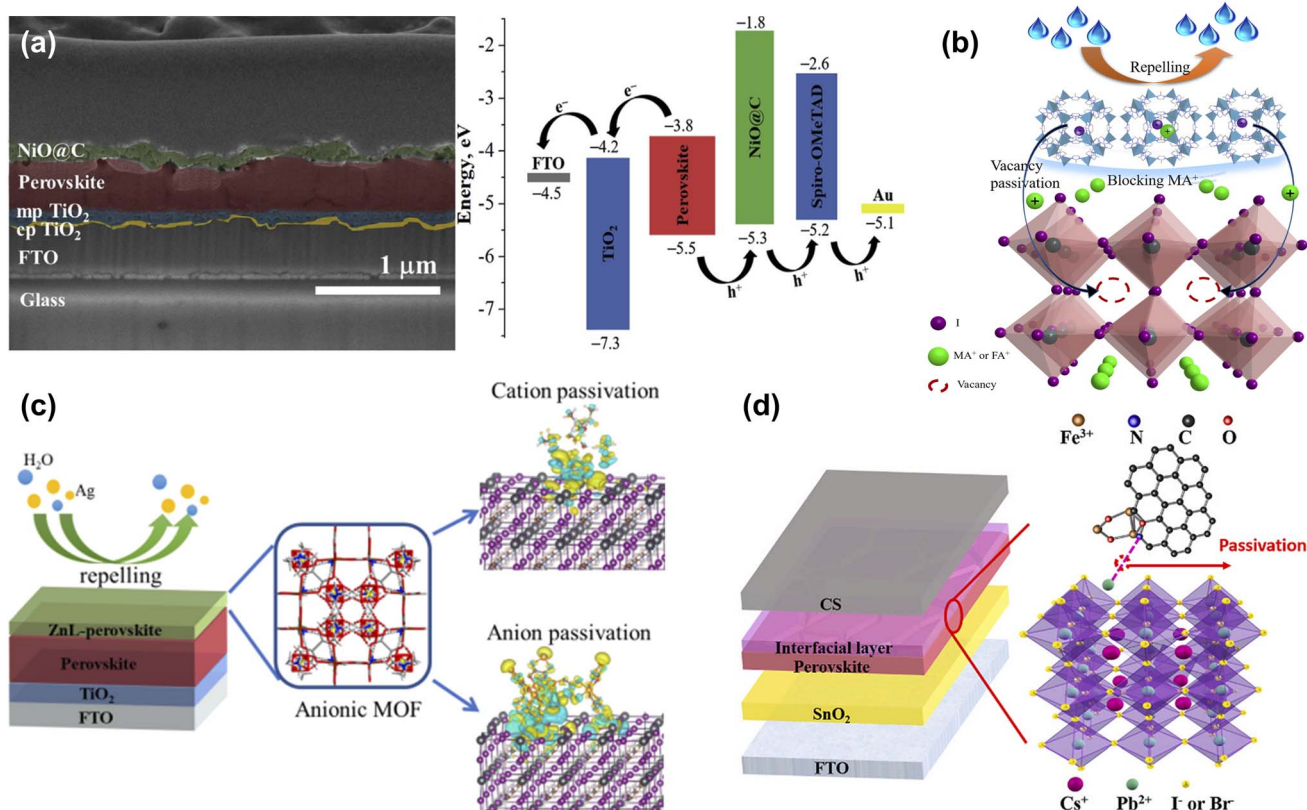 (a)
NiO@C
Perovskite
mp TiO₂
cp TiO₂
FTO
Glass
1 μm
Energy, eV
−2
−3
−4
−5
−6
−7
e⁻
e⁻
FTO
−4.5
−4.2
TiO₂
−7.3
−3.8
Perovskite
−5.5
−1.8
NiO@C
−5.3
−2.6
Spiro-OMeTAD
−5.2
Au
−5.1
h⁺
h⁺
h⁺
(b)
Repelling
+
Vacancy
passivation
Blocking MA⁺
+
+
I
MA⁺ or FA⁺
Vacancy
(c)
H₂O
Ag
repelling
ZnL-perovskite
Perovskite
TiO₂
FTO
Anionic MOF
Cation passivation
Anion passivation
(d)
Fe³⁺
N
C
O
Passivation
CS
Interfacial layer
Perovskite
SnO₂
FTO
Cs⁺
Pb²⁺
I⁻ or Br⁻